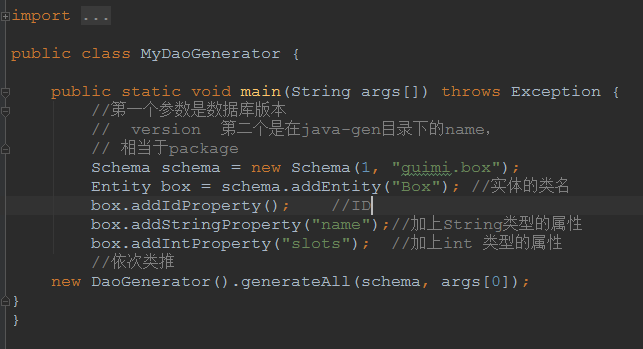 import ...
public class MyDaoGenerator {
public static void main(String args[]) throws Exception {
//第一个参数是数据库版本
// version 第二个是在java-gen目录下的name,
// 相当于package
Schema schema = new Schema(1, "guimi.box");
Entity box = schema.addEntity("Box"); //实体的类名
box.addIdProperty(); //ID
box.addStringProperty("name");//加上String类型的属性
box.addIntProperty("slots"); //加上int 类型的属性
//依次类推
new DaoGenerator().generateAll(schema, args[0]);
}
}